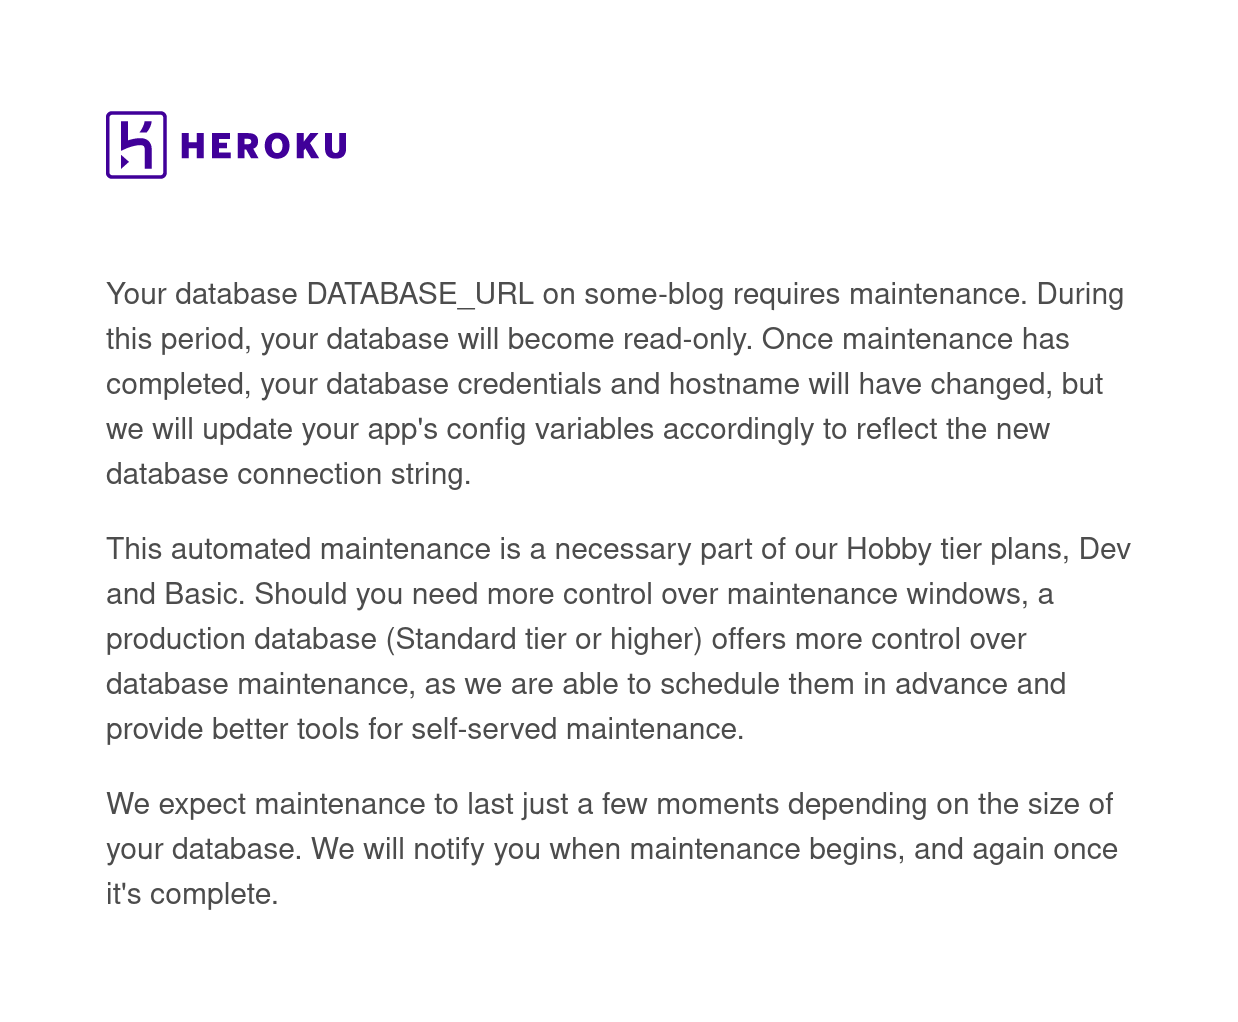 HEROKU
Your database DATABASE_URL on some-blog requires maintenance. During
this period, your database will become read-only. Once maintenance has
completed, your database credentials and hostname will have changed, but
we will update your app's config variables accordingly to reflect the new
database connection string.
This automated maintenance is a necessary part of our Hobby tier plans, Dev
and Basic. Should you need more control over maintenance windows, a
production database (Standard tier or higher) offers more control over
database maintenance, as we are able to schedule them in advance and
provide better tools for self-served maintenance.
We expect maintenance to last just a few moments depending on the size of
your database. We will notify you when maintenance begins, and again once
it's complete.